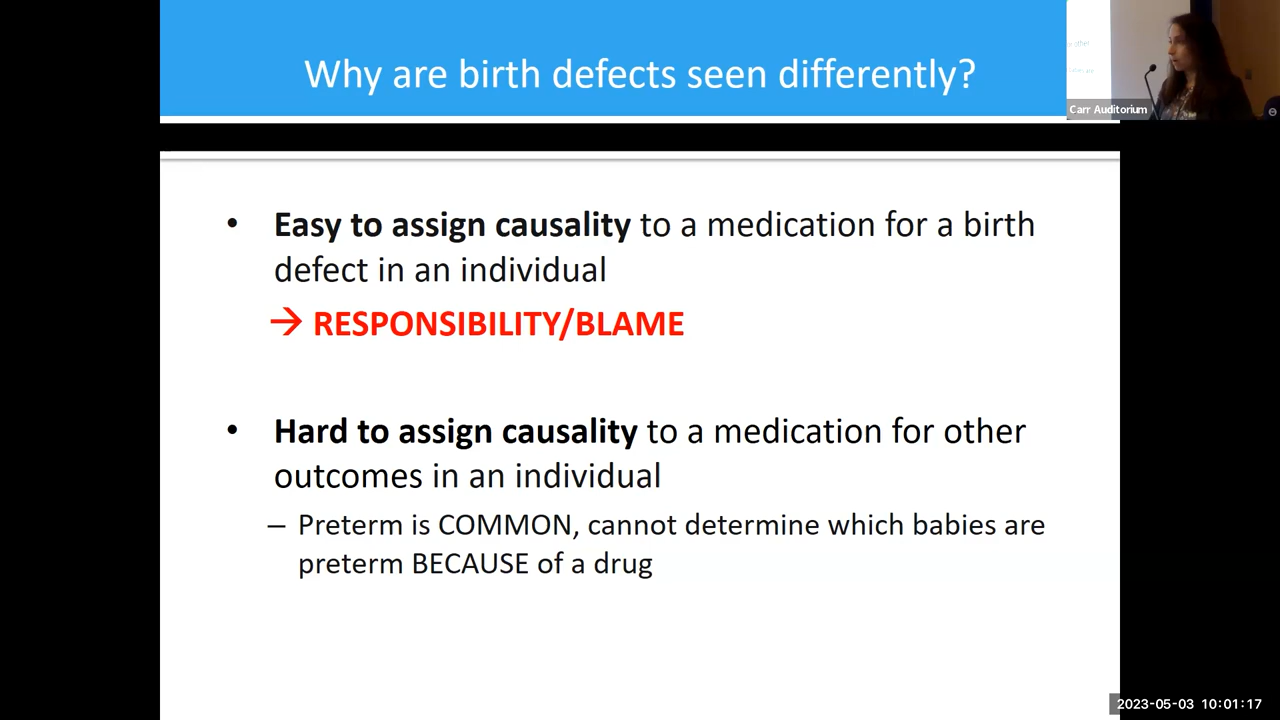 Why are birth defects seen differently?
Carr Auditorium
• Easy to assign causality to a medication for a birth
defect in an individual
→ RESPONSIBILITY/BLAME
• Hard to assign causality to a medication for other
outcomes in an individual
– Preterm is COMMON, cannot determine which babies are
preterm BECAUSE of a drug
2023-05-03 10:01:17